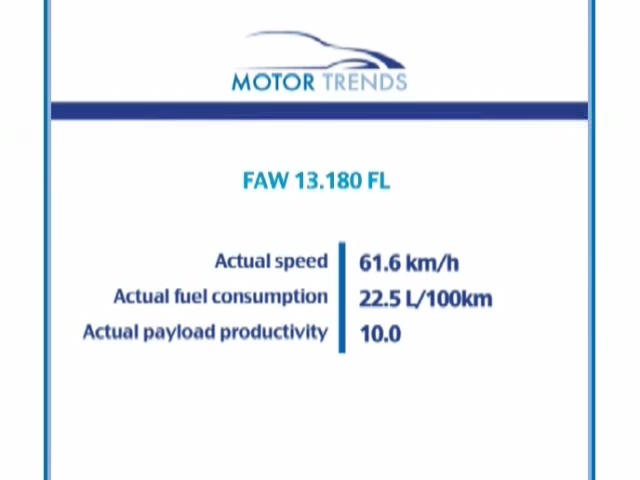 MOTOR TRENDS
FAW 13.180 FL
Actual speed 61.6 km/h
Actual fuel consumption 22.5 L/100km
Actual payload productivity 10.0